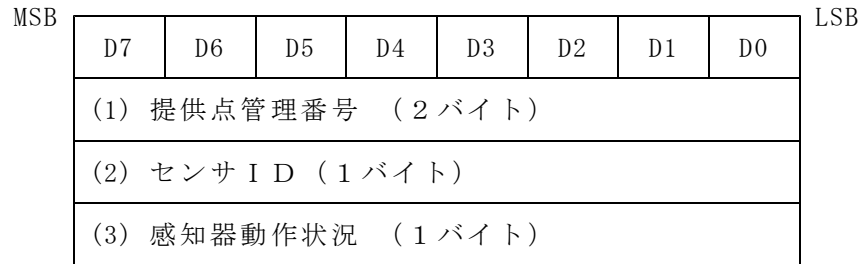 MSB LSB
D7 D6 D5 D4 D3 D2 D1 D0
(1) 提供点管理番号 （２バイト）
(2) センサＩＤ（１バイト）
(3) 感知器動作状況 （１バイト）